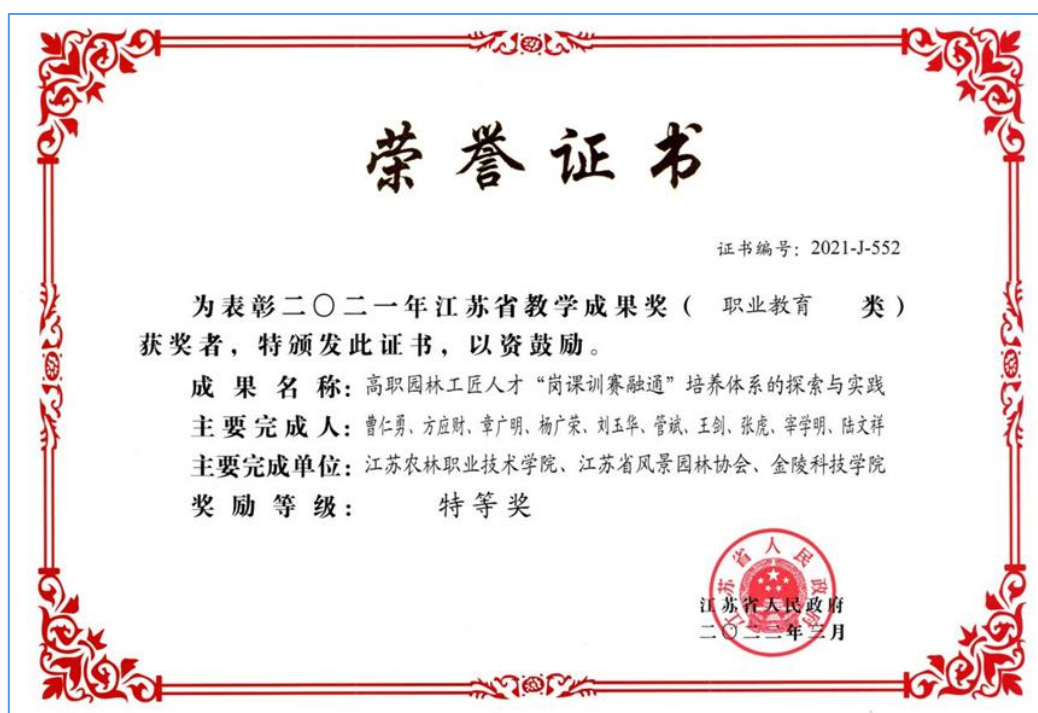 荣誉证书
证书编号：2021-J-552
为表彰二〇二一年江苏省教学成果奖（ 职业教育 类）
获奖者，特颁发此证书，以资鼓励。
成果名称：高职园林工匠人才“岗课训赛融通”培养体系的探索与实践
主要完成人：曹仁勇、方应财、章广明、杨广荣、刘玉华、管斌、王剑、张虎、宰学明、陆文祥
主要完成单位：江苏农林职业技术学院、江苏省风景园林协会、金陵科技学院
奖励等级：特等奖
江苏省人民政府
江苏省人民政府
二〇二二年三月